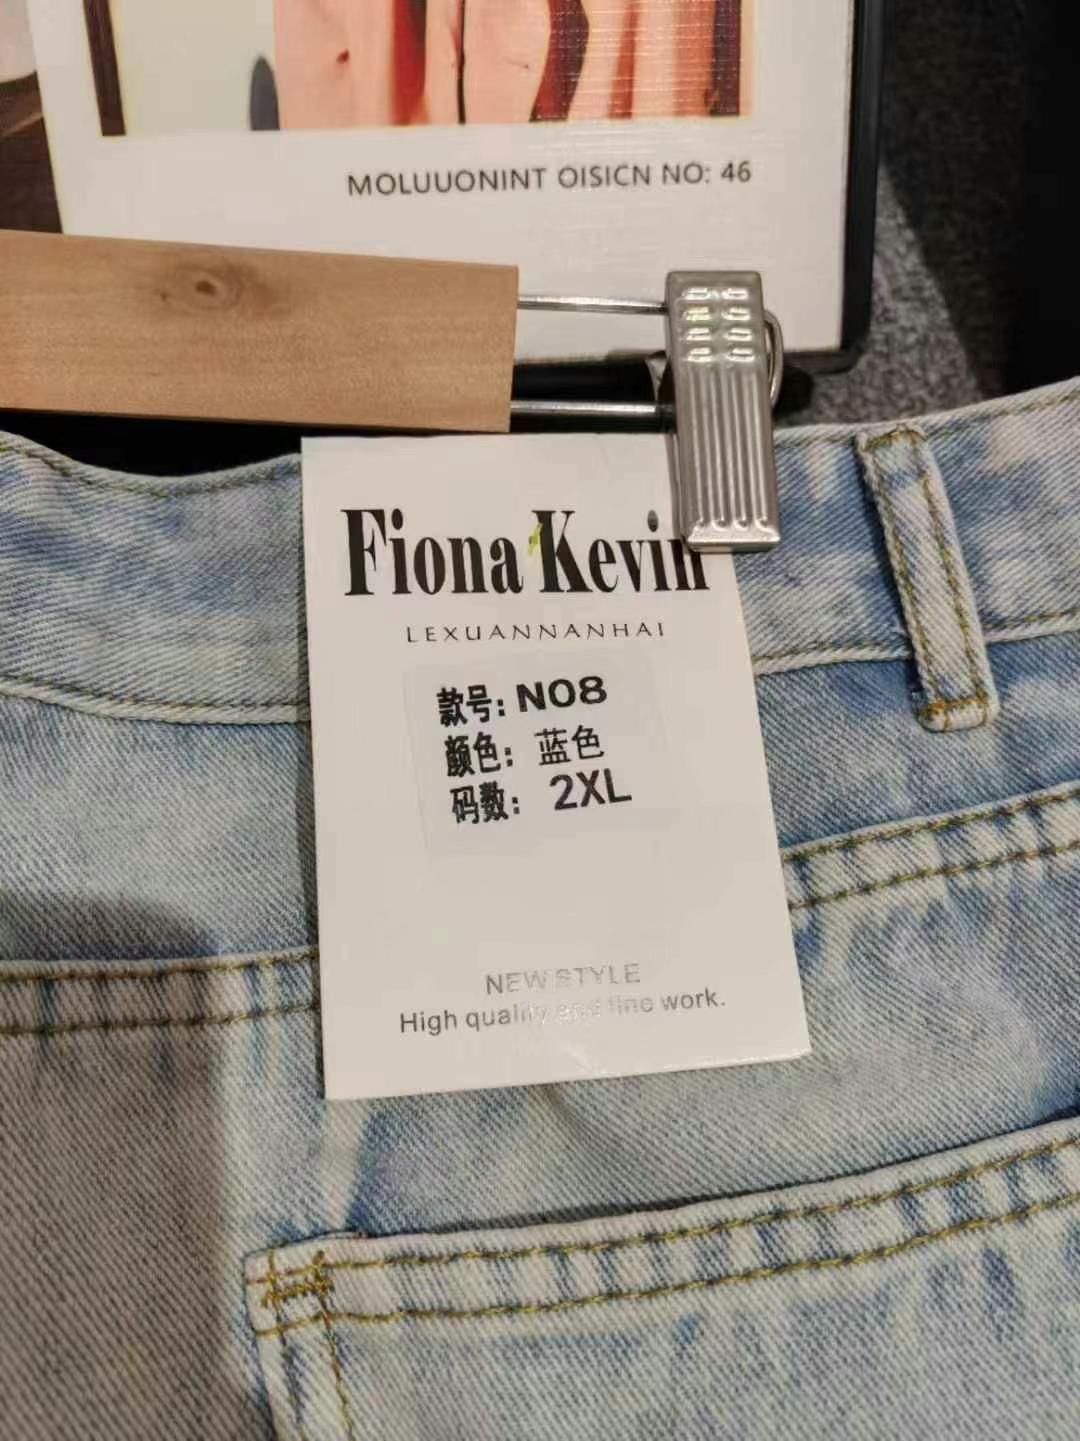 MOLUUONINT OISICN NO: 46
Fiona Kevin
LEXUANNANHAI
款号: N08
颜色: 蓝色
码数: 2XL
NEW STYLE
High quality and fine work.